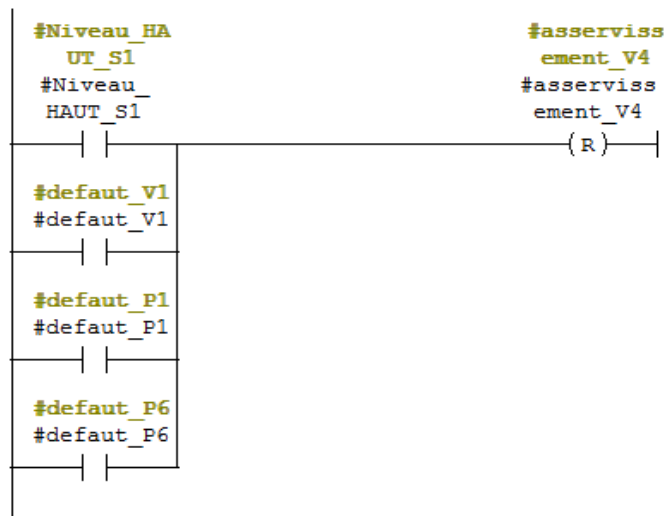 #Niveau_HA
UT_S1
#Niveau_
HAUT_S1
#asserviss
ement_V4
#asserviss
ement_V4
R
#defaut_V1
#defaut_V1
#defaut_P1
#defaut_P1
#defaut_P6
#defaut_P6